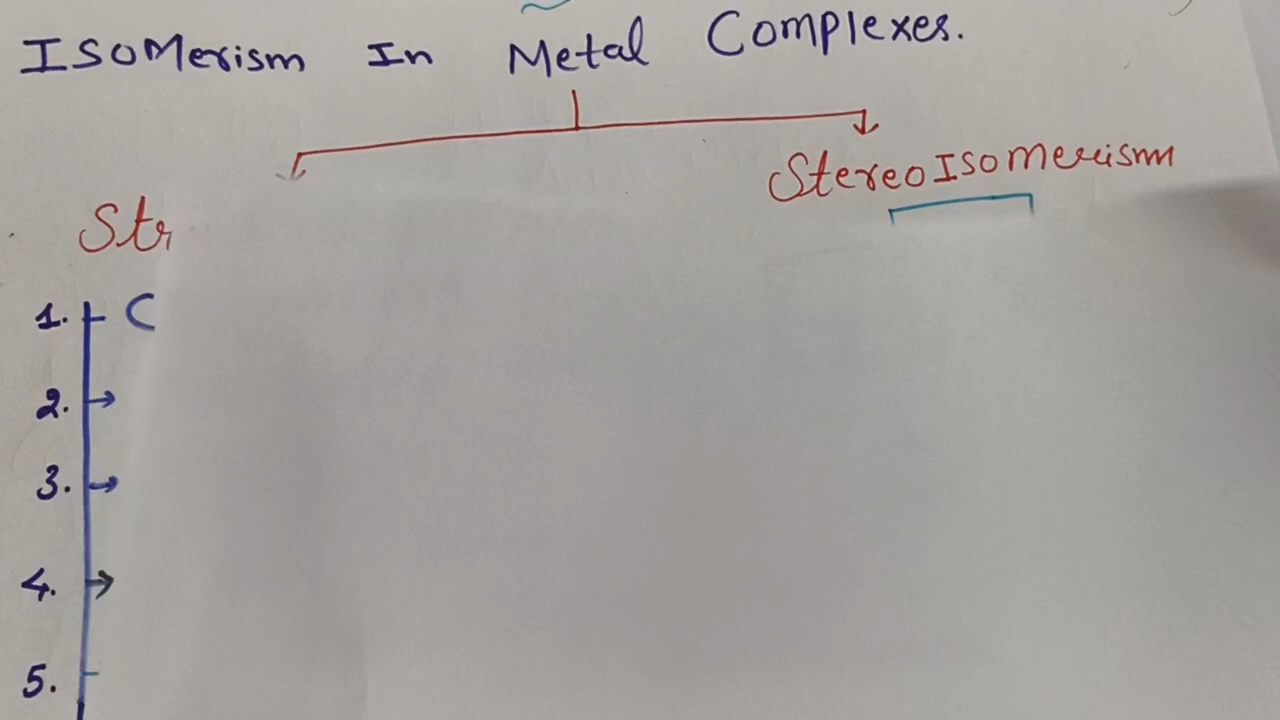 Isomerism In Metal Complexes.
StereoIsomerism
Str
1. C
2.
3.
4.
5.